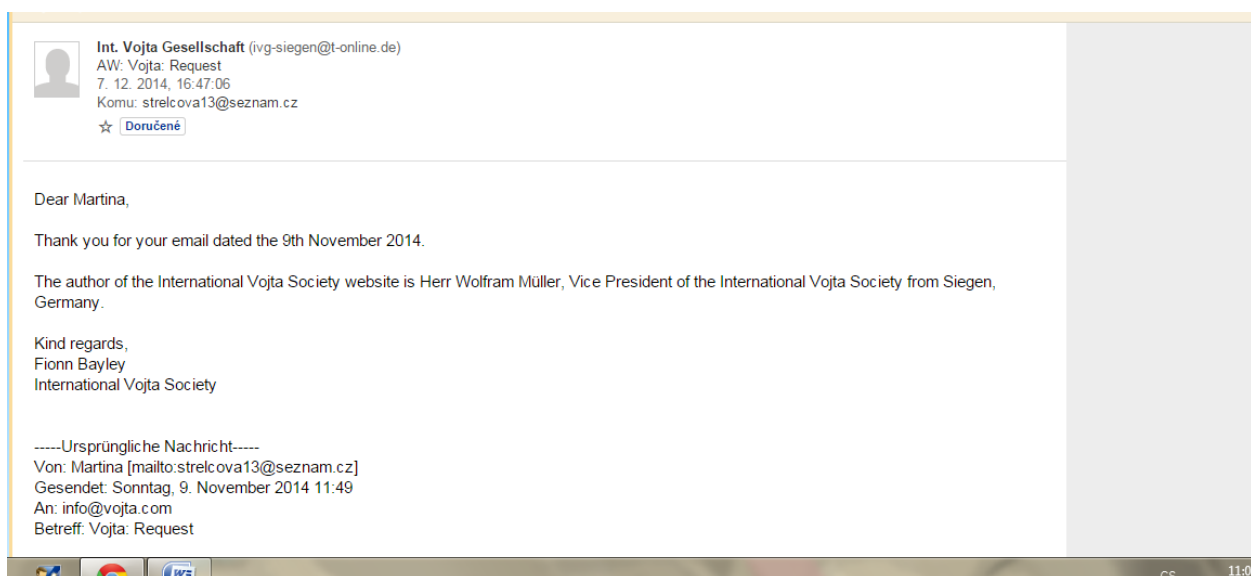 Int. Vojta Gesellschaft (ivg-siegen@t-online.de)
AW: Vojta: Request
7. 12. 2014, 16:47:06
Komu: strelcova13@seznam.cz
Doručené
Dear Martina,
Thank you for your email dated the 9th November 2014.
The author of the International Vojta Society website is Herr Wolfram Müller, Vice President of the International Vojta Society from Siegen,
Germany.
Kind regards,
Fionn Bayley
International Vojta Society
-----Ursprüngliche Nachricht-----
Von: Martina [mailto:strelcova13@seznam.cz]
Gesendet: Sonntag, 9. November 2014 11:49
An: info@vojta.com
Betreff: Vojta: Request
CS